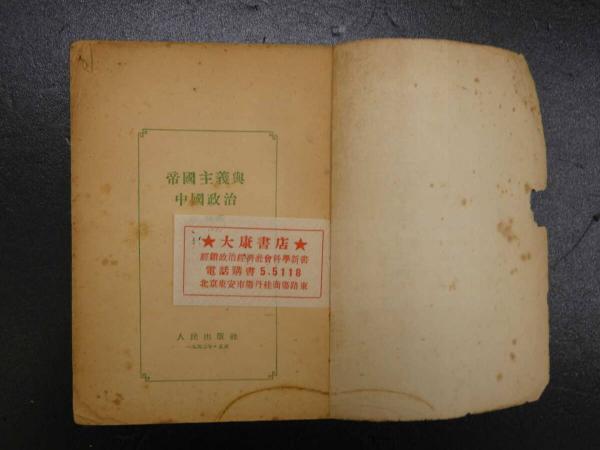 帝國主義與
中國政治
★大康書店★
經銷政治經濟社會科學新書
電話購書5.5118
北京東安市場丹桂商場路東
人民出版社